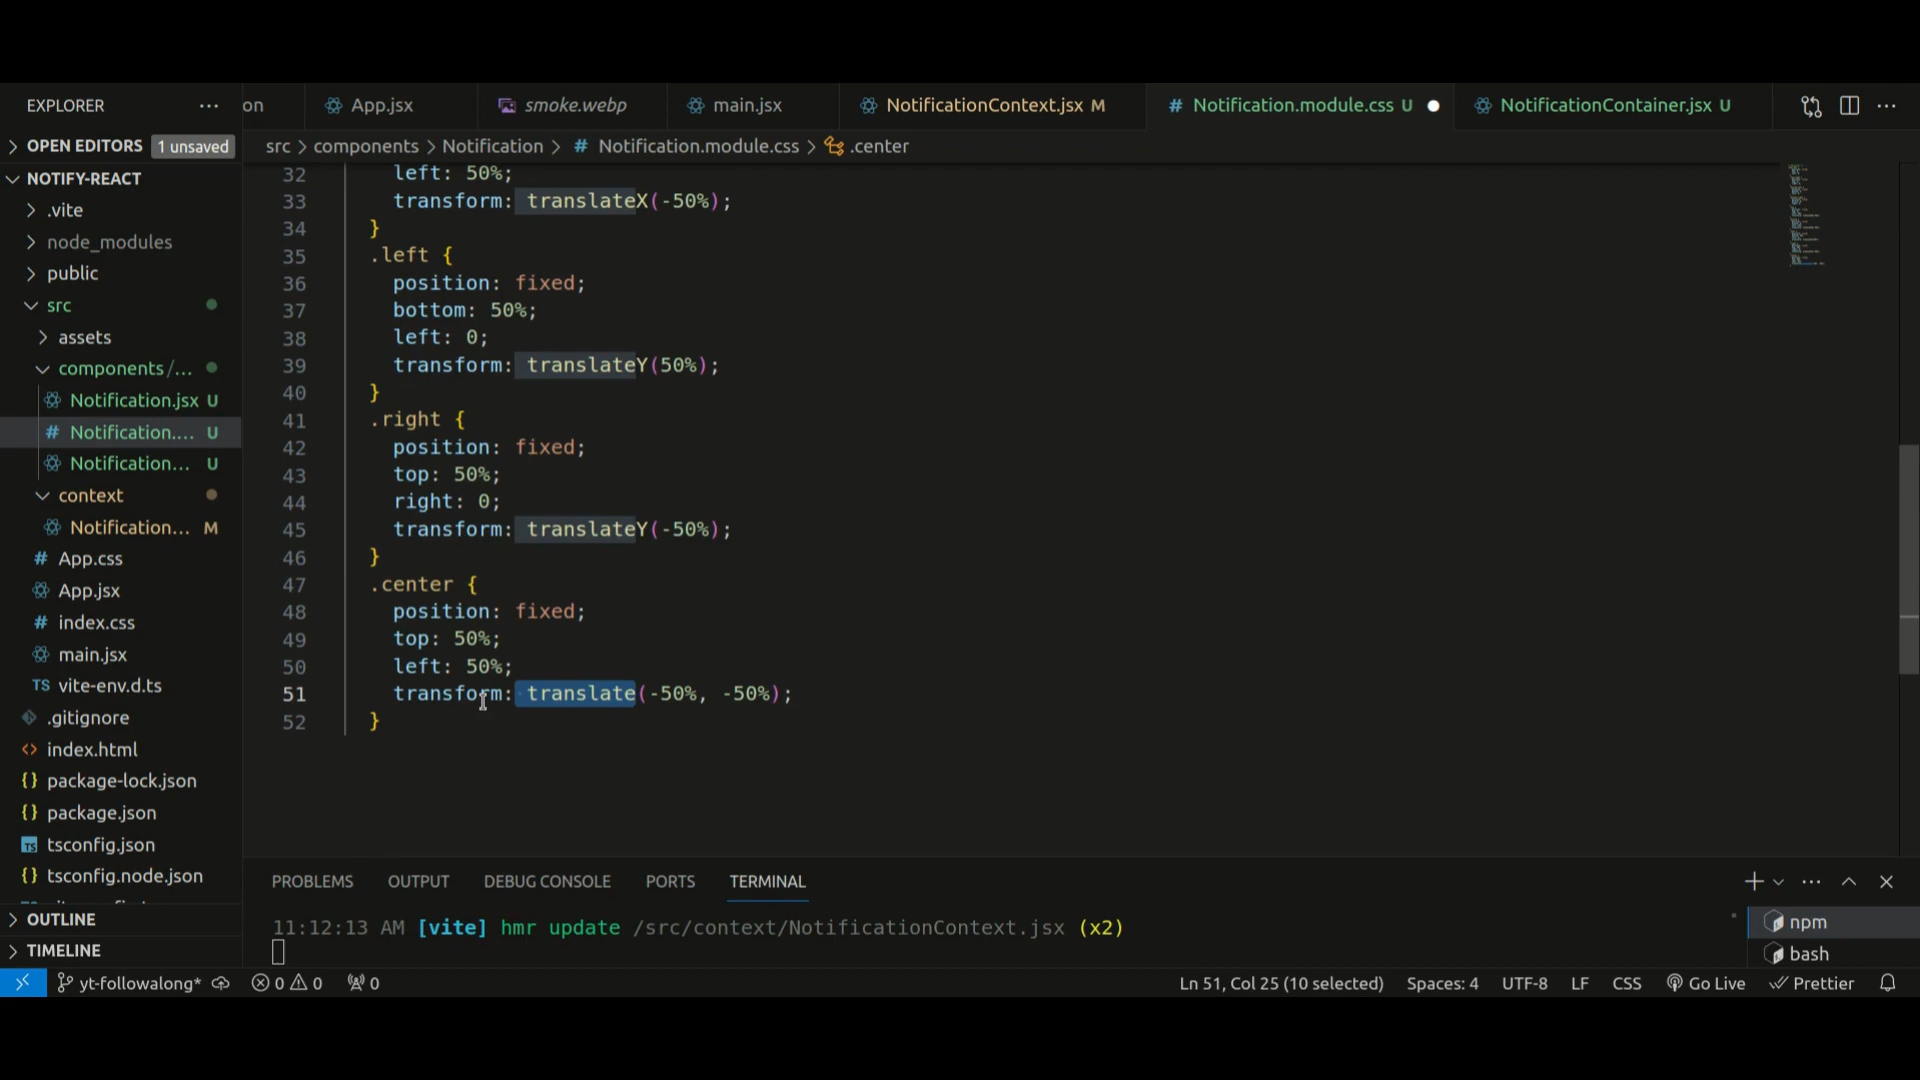 EXPLORER
on
App.jsx
smoke.webp
main.jsx
NotificationContext.jsx M
# Notification.module.css U
NotificationContainer.jsx U
OPEN EDITORS 1 unsaved
src > components > Notification > # Notification.module.css > .center
NOTIFY-REACT
.vite
node_modules
public
src
assets
components/...
Notification.jsx U
# Notification.... U
Notification... U
context
Notification... M
# App.css
App.jsx
# index.css
main.jsx
TS vite-env.d.ts
.gitignore
<> index.html
{} package-lock.json
{} package.json
TS tsconfig.json
{} tsconfig.node.json
OUTLINE
TIMELINE
32 left: 50%;
33 transform: translateX(-50%);
34 }
35 .left {
36 position: fixed;
37 bottom: 50%;
38 left: 0;
39 transform: translateY(50%);
40 }
41 .right {
42 position: fixed;
43 top: 50%;
44 right: 0;
45 transform: translateY(-50%);
46 }
47 .center {
48 position: fixed;
49 top: 50%;
50 left: 50%;
51 transform: translate(-50%, -50%);
52 }
PROBLEMS OUTPUT DEBUG CONSOLE PORTS TERMINAL
11:12:13 AM [vite] hmr update /src/context/NotificationContext.jsx (x2)
npm
bash
yt-followalong* 0 0 0 Ln 51, Col 25 (10 selected) Spaces: 4 UTF-8 LF CSS Go Live Prettier